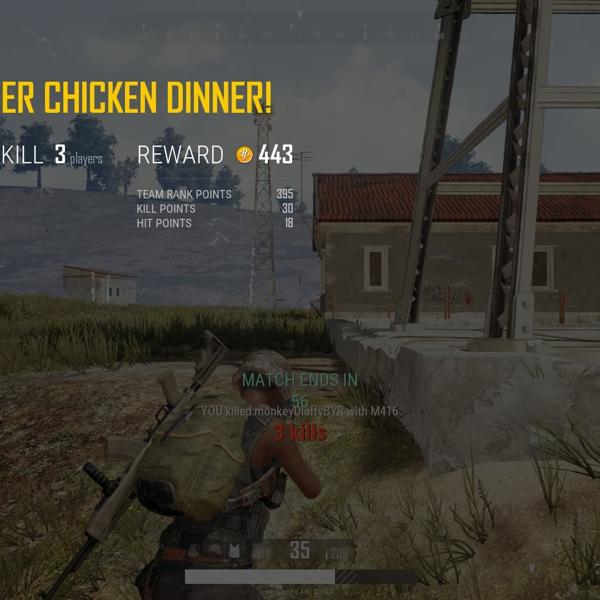 ER CHICKEN DINNER!
KILL 3 players
REWARD 443
TEAM RANK POINTS 395
KILL POINTS 30
HIT POINTS 18
MATCH ENDS IN
56
YOU killed monkeyDluffyBYR with M416
3 kills
35 209